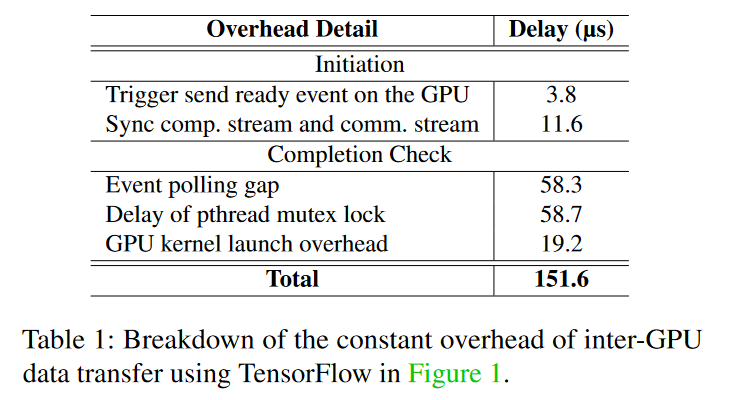 Overhead Detail Delay (µs)
Initiation
Trigger send ready event on the GPU 3.8
Sync comp. stream and comm. stream 11.6
Completion Check
Event polling gap 58.3
Delay of pthread mutex lock 58.7
GPU kernel launch overhead 19.2
Total 151.6
Table 1: Breakdown of the constant overhead of inter-GPU
data transfer using TensorFlow in Figure 1.